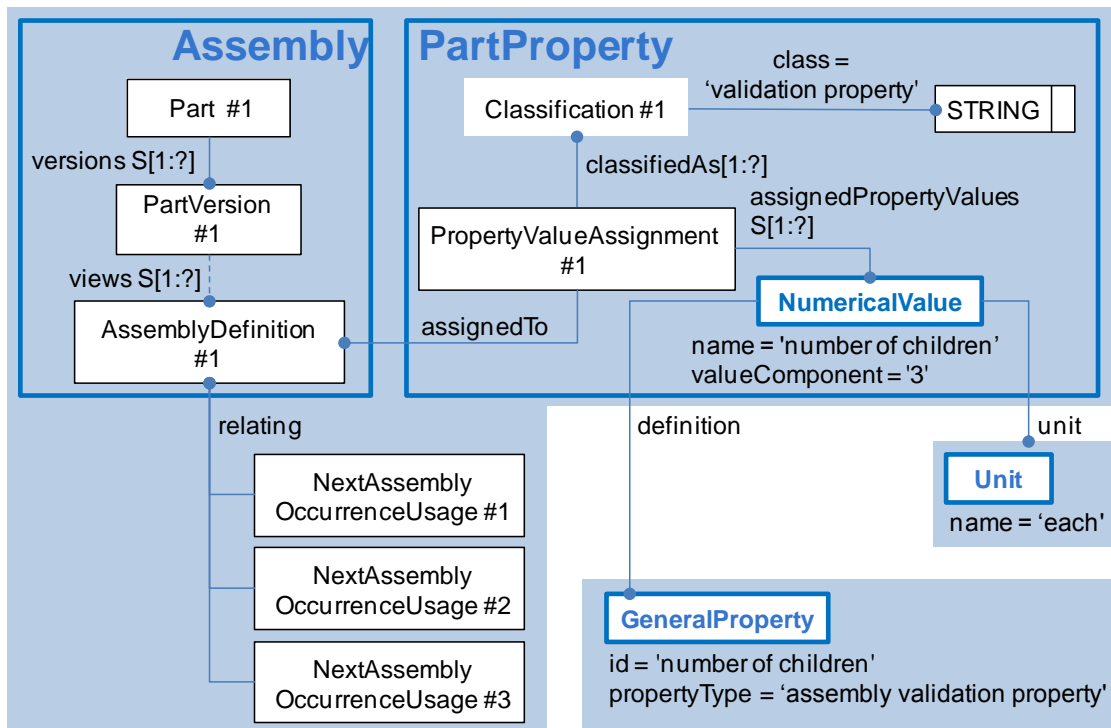 Assembly
Part #1
versions S[1:?]
PartVersion
#1
views S[1:?]
AssemblyDefinition
#1
relating
NextAssembly
OccurrenceUsage #1
NextAssembly
OccurrenceUsage #2
NextAssembly
OccurrenceUsage #3
PartProperty
Classification #1
class =
‘validation property’
STRING
classifiedAs[1:?]
PropertyValueAssignment
#1
assignedPropertyValues
S[1:?]
assignedTo
NumericalValue
name = 'number of children’
valueComponent = '3’
definition
unit
Unit
name = ‘each'
GeneralProperty
id = 'number of children'
propertyType = ‘assembly validation property'